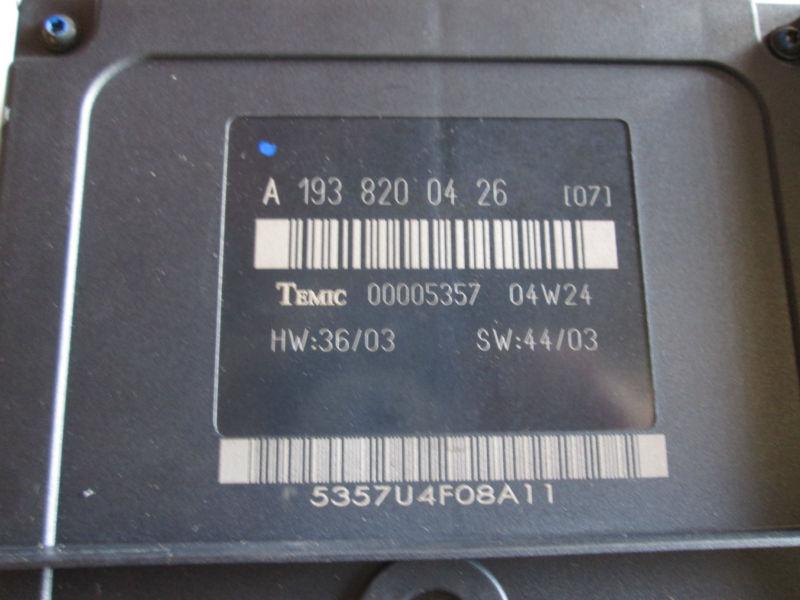 A 193 820 04 26 [07]
TEMIC 00005357 04W24
HW:36/03 SW:44/03
5357U4F08A11